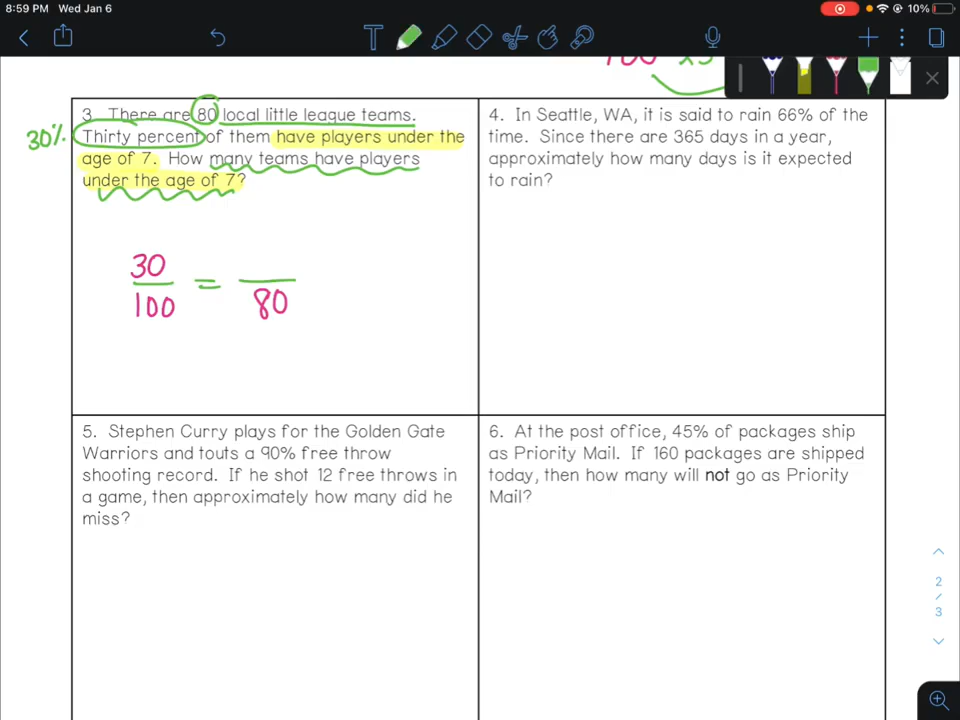 8:59 PM Wed Jan 6
10%
T
3. There are 80 local little league teams.
30%
Thirty percent of them have players under the
age of 7. How many teams have players
under the age of 7?
30
100
=
80
4. In Seattle, WA, it is said to rain 66% of the
time. Since there are 365 days in a year,
approximately how many days is it expected
to rain?
5. Stephen Curry plays for the Golden Gate
Warriors and touts a 90% free throw
shooting record. If he shot 12 free throws in
a game, then approximately how many did he
miss?
6. At the post office, 45% of packages ship
as Priority Mail. If 160 packages are shipped
today, then how many will not go as Priority
Mail?
2
/
3